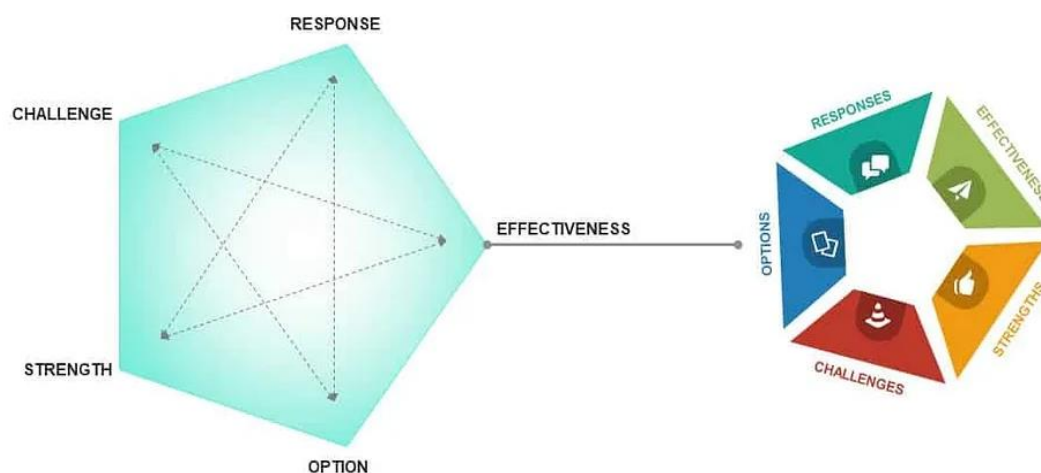 RESPONSE
CHALLENGE
EFFECTIVENESS
STRENGTH
OPTION
RESPONSES
EFFECTIVENESS
OPTIONS
STRENGTHS
CHALLENGES